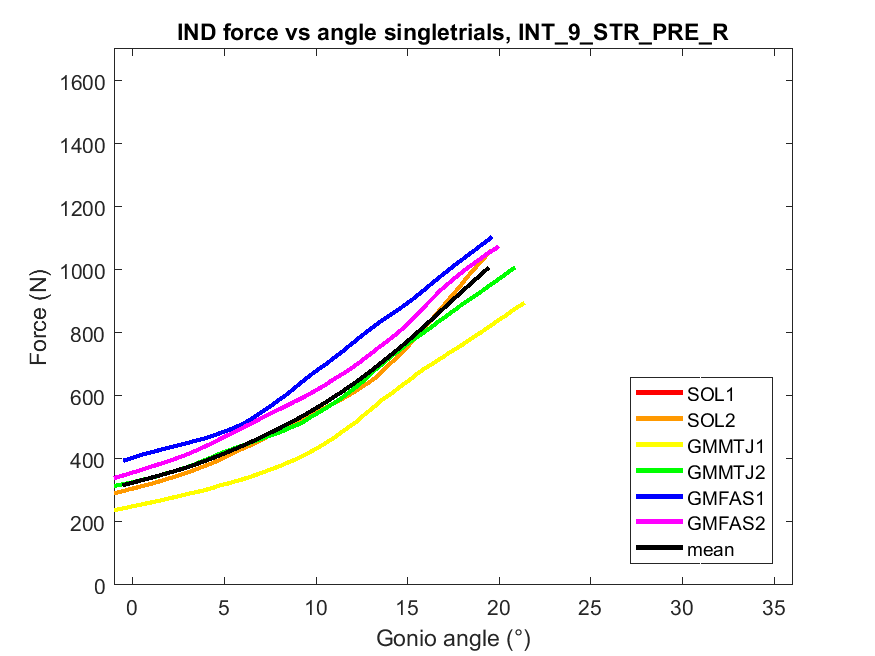 IND force vs angle singletrials, INT_9_STR_PRE_R
1600
1400
1200
1000
800
600
400
200
0
Force (N)
0 5 10 15 20 25 30 35
Gonio angle (°)
SOL1
SOL2
GMMTJ1
GMMTJ2
GMFAS1
GMFAS2
mean